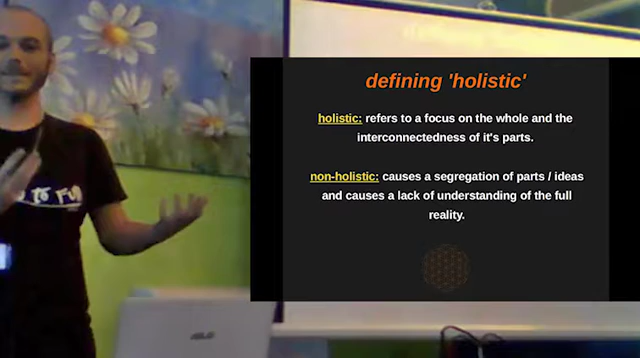 defining 'holistic'
holistic: refers to a focus on the whole and the
interconnectedness of it's parts.
non-holistic: causes a segregation of parts / ideas
and causes a lack of understanding of the full
reality.
ASUS